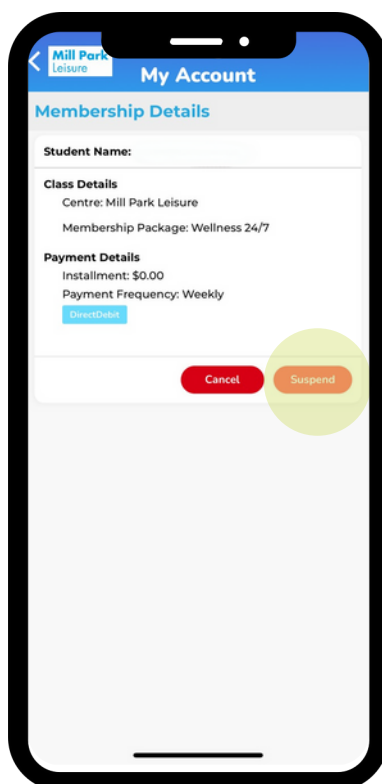 Mill Park
Leisure
My Account
Membership Details
Student Name:
Class Details
Centre: Mill Park Leisure
Membership Package: Wellness 24/7
Payment Details
Installment: $0.00
Payment Frequency: Weekly
DirectDebit
Cancel
Suspend